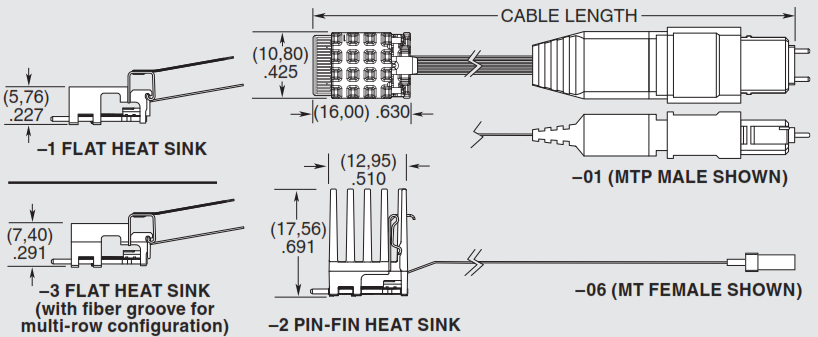 CABLE LENGTH
(10,80)
.425
(16,00) .630
(5,76)
.227
–1 FLAT HEAT SINK
–01 (MTP MALE SHOWN)
(12,95)
.510
(17,56)
.691
(7,40)
.291
–3 FLAT HEAT SINK
(with fiber groove for
multi-row configuration)
–2 PIN-FIN HEAT SINK
–06 (MT FEMALE SHOWN)